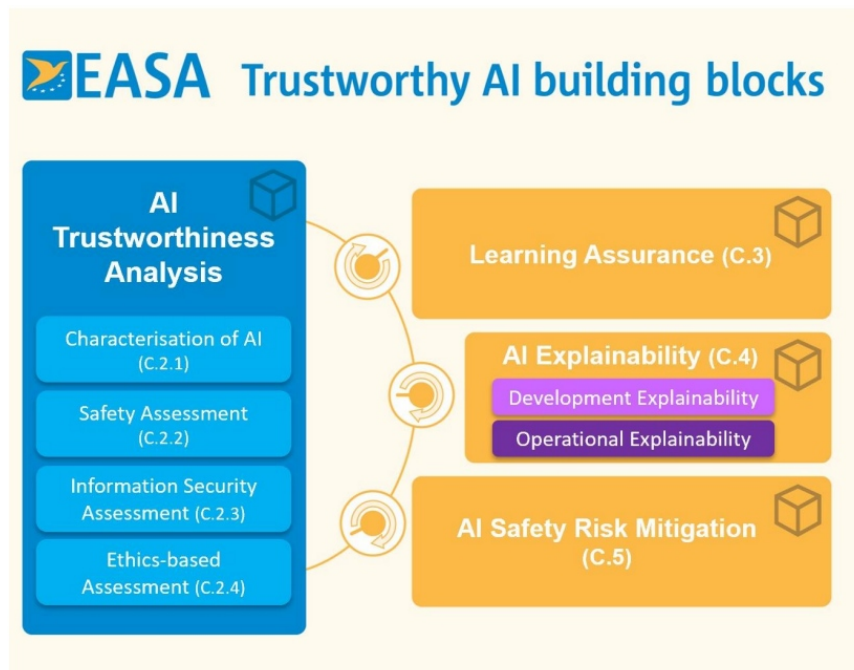 EASA Trustworthy AI building blocks
AI
Trustworthiness
Analysis
Characterisation of AI
(C.2.1)
Safety Assessment
(C.2.2)
Information Security
Assessment (C.2.3)
Ethics-based
Assessment (C.2.4)
Learning Assurance (C.3)
AI Explainability (C.4)
Development Explainability
Operational Explainability
AI Safety Risk Mitigation
(C.5)